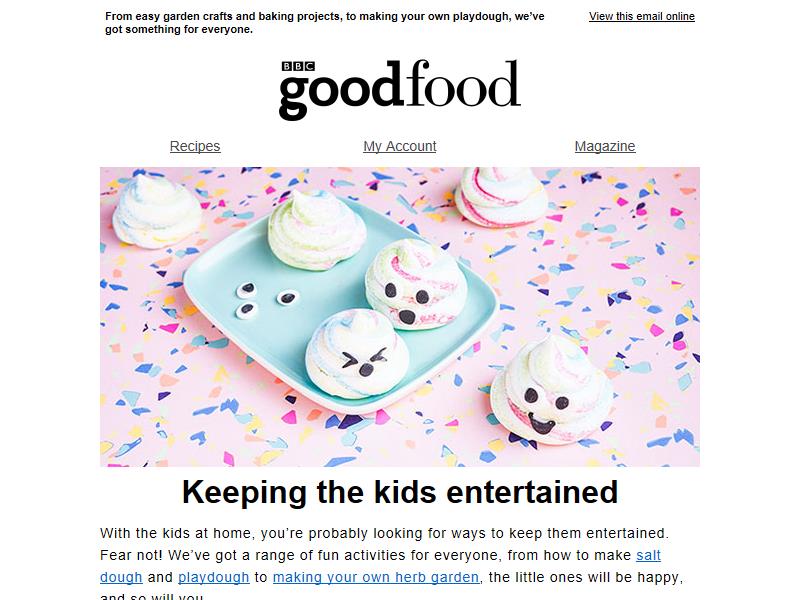 From easy garden crafts and baking projects, to making your own playdough, we’ve
got something for everyone.
View this email online
BBC
goodfood
Recipes
My Account
Magazine
Keeping the kids entertained
With the kids at home, you’re probably looking for ways to keep them entertained.
Fear not! We’ve got a range of fun activities for everyone, from how to make salt
dough and playdough to making your own herb garden, the little ones will be happy,
and so will you